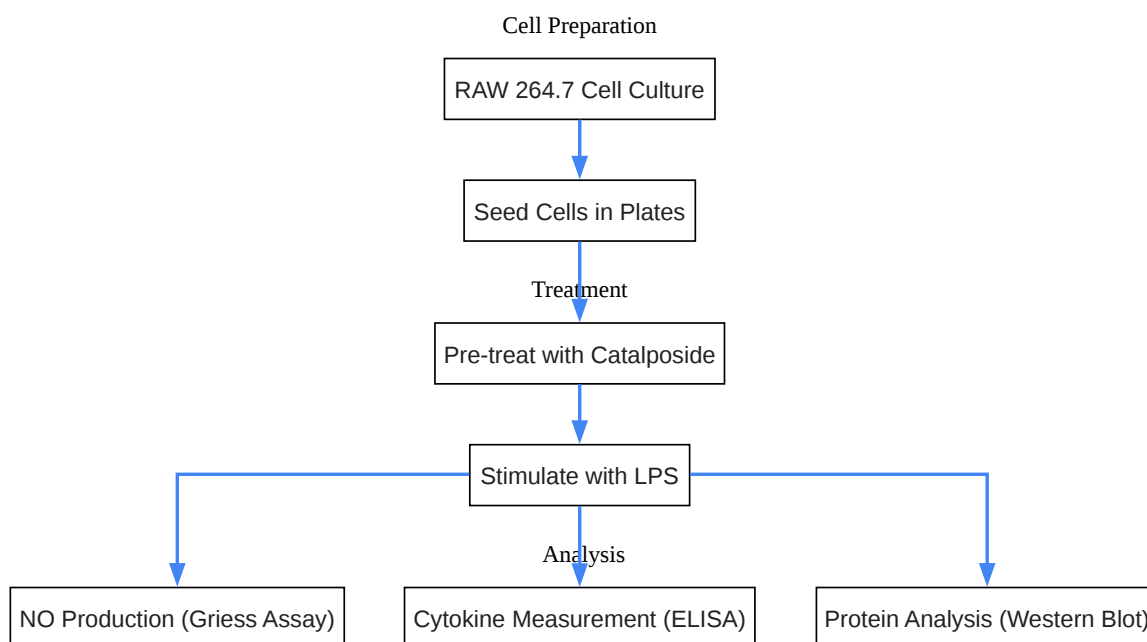 Cell Preparation
RAW 264.7 Cell Culture
Seed Cells in Plates
Treatment
Pre-treat with Catalposide
Stimulate with LPS
Analysis
NO Production (Griess Assay)
Cytokine Measurement (ELISA)
Protein Analysis (Western Blot)